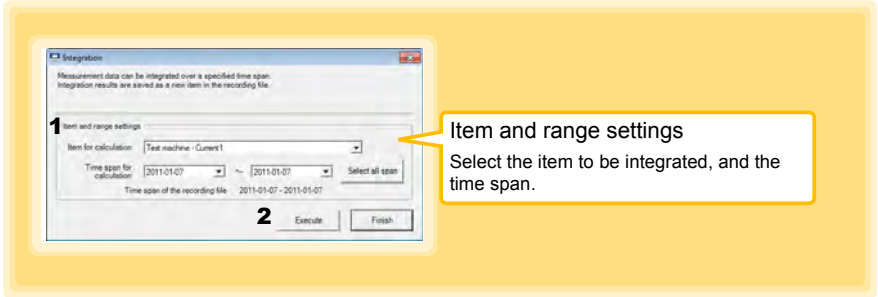 Integration
Measurement data can be integrated over a specified time span.
Integration results are saved as a new item in the recording file.
1
Item and range settings
Item for calculation
Test machine - Current1
Time span for calculation
2011-01-07
~
2011-01-07
Select all span
Time span of the recording file
2011-01-07 - 2011-01-07
2
Execute
Finish
Item and range settings
Select the item to be integrated, and the
time span.